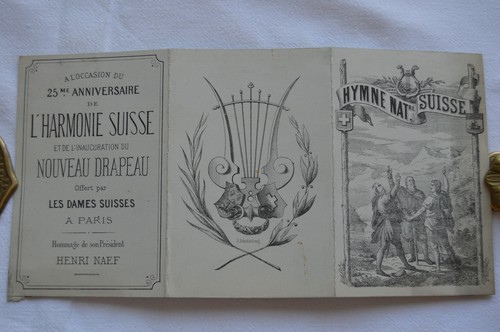 A L'OCCASION DU
25ME. ANNIVERSAIRE
DE
L'HARMONIE SUISSE
ET DE L'INAUGURATION DU
NOUVEAU DRAPEAU
Offert par
LES DAMES SUISSES
A PARIS
Hommage de son Président
HENRI NAEF
HYMNE NATNAL SUISSE